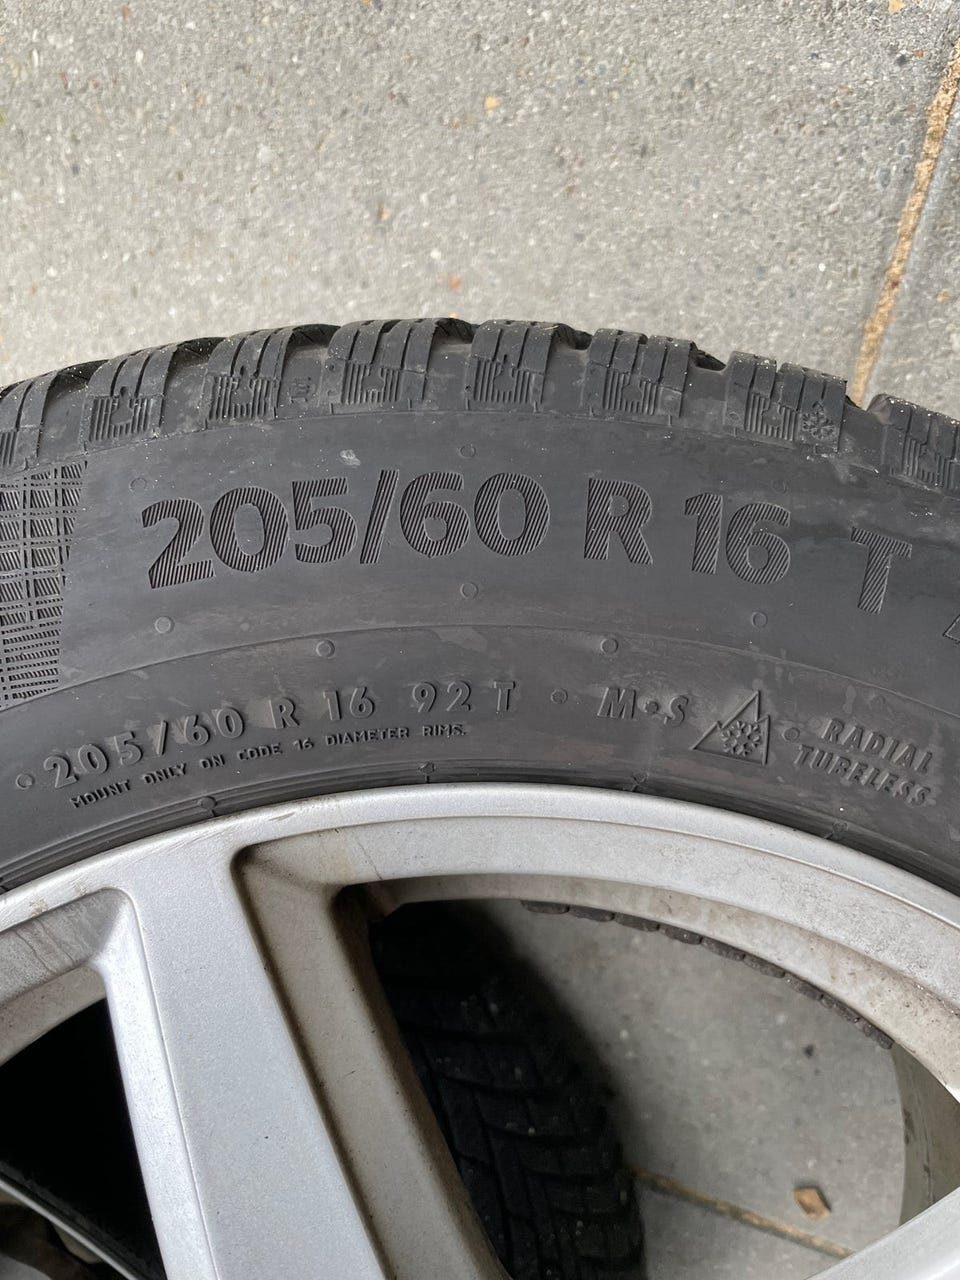 205/60 R 16 T
205/60 R 16 92 T • M•S
MOUNT ONLY ON CODE 16 DIAMETER RIMS.
RADIAL
TUBELESS